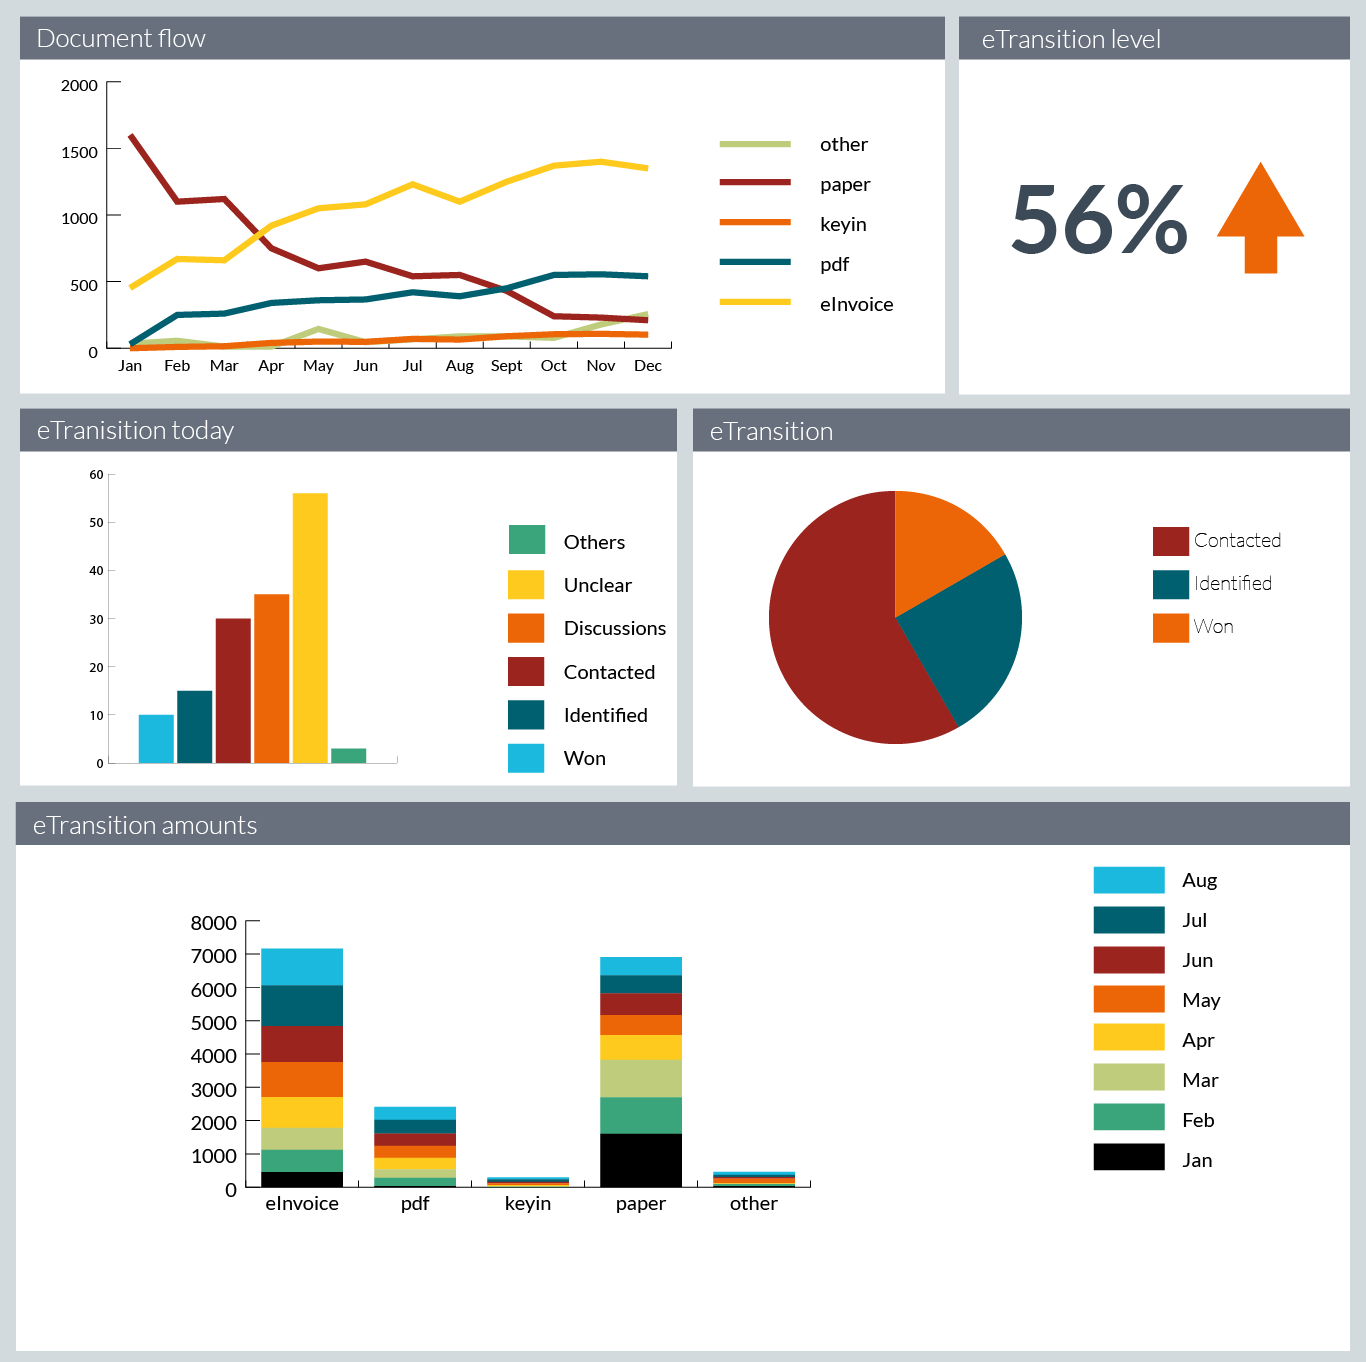 Document flow
2000
1500
1000
500
0
Jan Feb Mar Apr May Jun Jul Aug Sept Oct Nov Dec
other
paper
keyin
pdf
eInvoice
eTransition level
56%
eTranisition today
60
50
40
30
20
10
0
Others
Unclear
Discussions
Contacted
Identified
Won
eTransition
Contacted
Identified
Won
eTransition amounts
8000
7000
6000
5000
4000
3000
2000
1000
0
eInvoice pdf keyin paper other
Aug
Jul
Jun
May
Apr
Mar
Feb
Jan